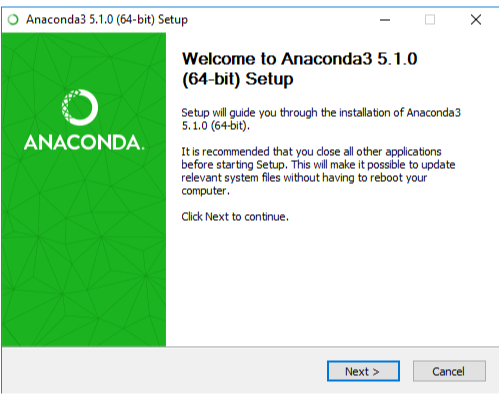 Anaconda3 5.1.0 (64-bit) Setup
Welcome to Anaconda3 5.1.0
(64-bit) Setup
ANACONDA.
Setup will guide you through the installation of Anaconda3
5.1.0 (64-bit).
It is recommended that you close all other applications
before starting Setup. This will make it possible to update
relevant system files without having to reboot your
computer.
Click Next to continue.
Next >
Cancel